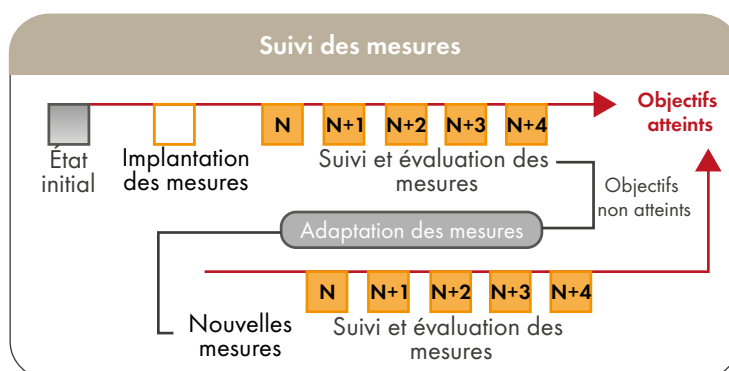 Suivi des mesures
N N+1 N+2 N+3 N+4
Objectifs
atteints
État
initial
Implantation
des mesures
Suivi et évaluation des
mesures
Objectifs
non atteints
Adaptation des mesures
N N+1 N+2 N+3 N+4
Nouvelles
mesures
Suivi et évaluation des
mesures